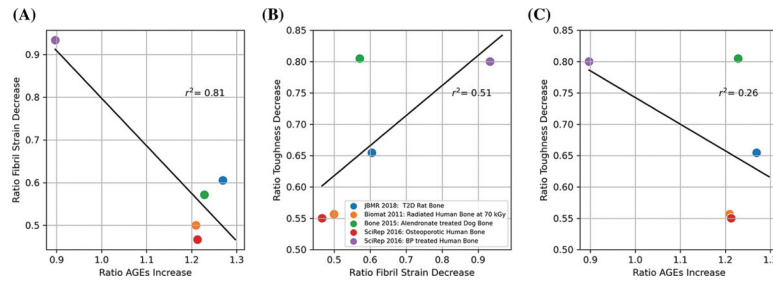 (A)
Ratio Fibril Strain Decrease
0.9
0.8
0.7
0.6
0.5
r² = 0.81
0.9 1.0 1.1 1.2 1.3
Ratio AGEs Increase
(B)
Ratio Toughness Decrease
0.85
0.80
0.75
0.70
0.65
0.60
0.55
0.50
r² = 0.51
JBMR 2018: T2D Rat Bone
Biomat 2011: Radiated Human Bone at 70 kGy
Bone 2015: Alendronate treated Dog Bone
SciRep 2016: Osteoporotic Human Bone
SciRep 2016: BP treated Human Bone
0.5 0.6 0.7 0.8 0.9
Ratio Fibril Strain Decrease
(C)
Ratio Toughness Decrease
0.85
0.80
0.75
0.70
0.65
0.60
0.55
0.50
r² = 0.26
0.9 1.0 1.1 1.2 1.3
Ratio AGEs Increase